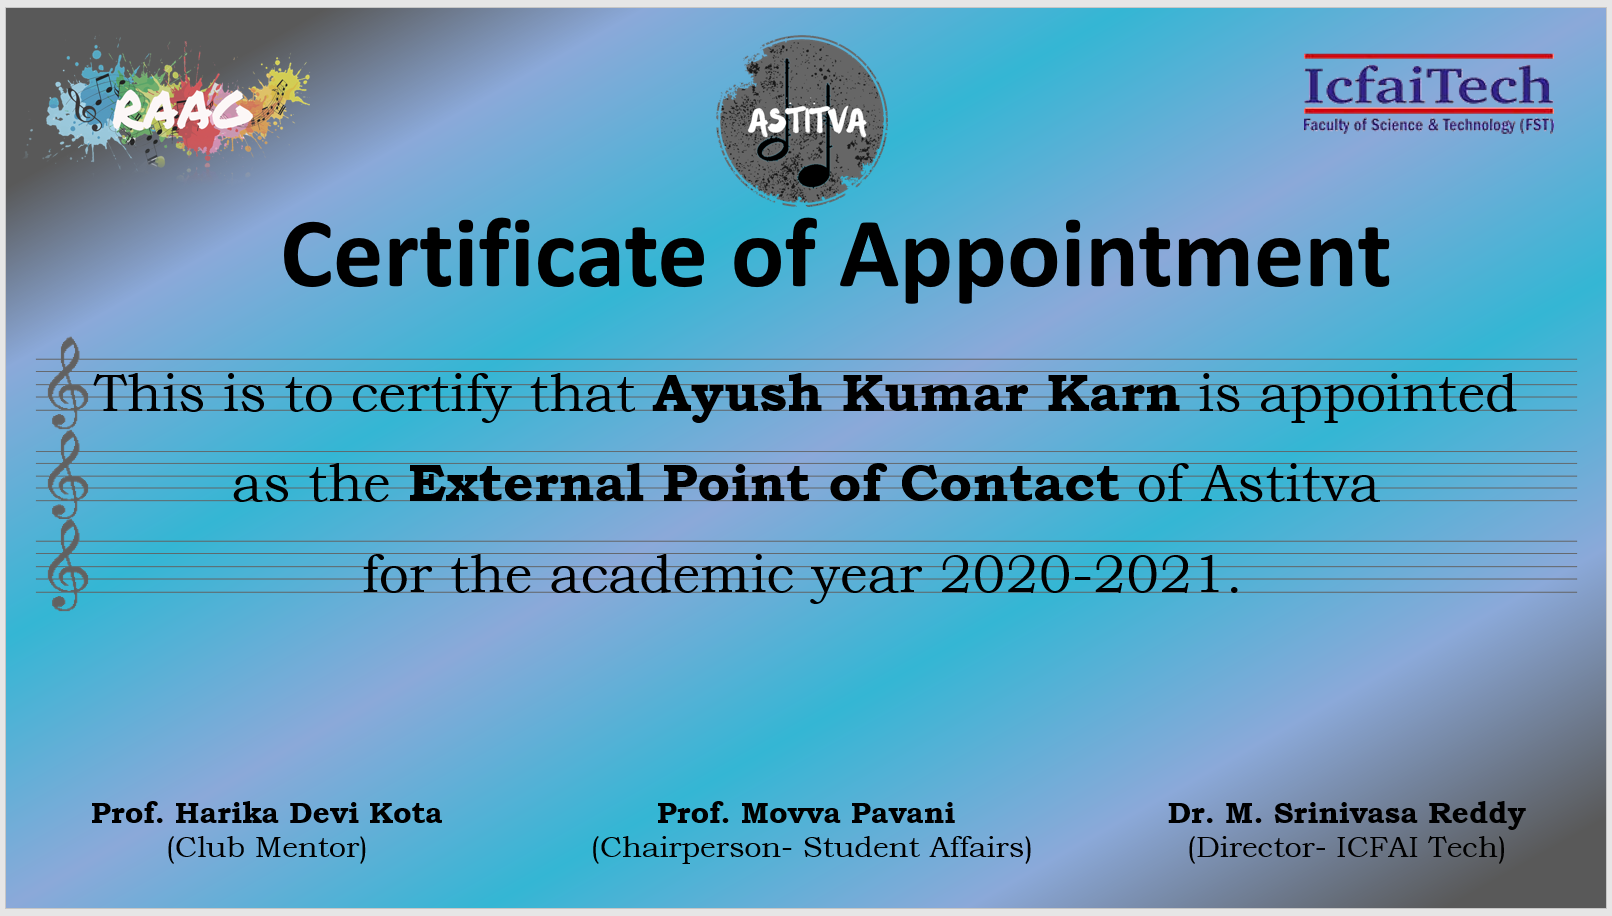 RAAG
ASTITVA
IcfaiTech
Faculty of Science & Technology (FST)
Certificate of Appointment
This is to certify that Ayush Kumar Karn is appointed
as the External Point of Contact of Astitva
for the academic year 2020-2021.
Prof. Harika Devi Kota
(Club Mentor)
Prof. Movva Pavani
(Chairperson- Student Affairs)
Dr. M. Srinivasa Reddy
(Director- ICFAI Tech)